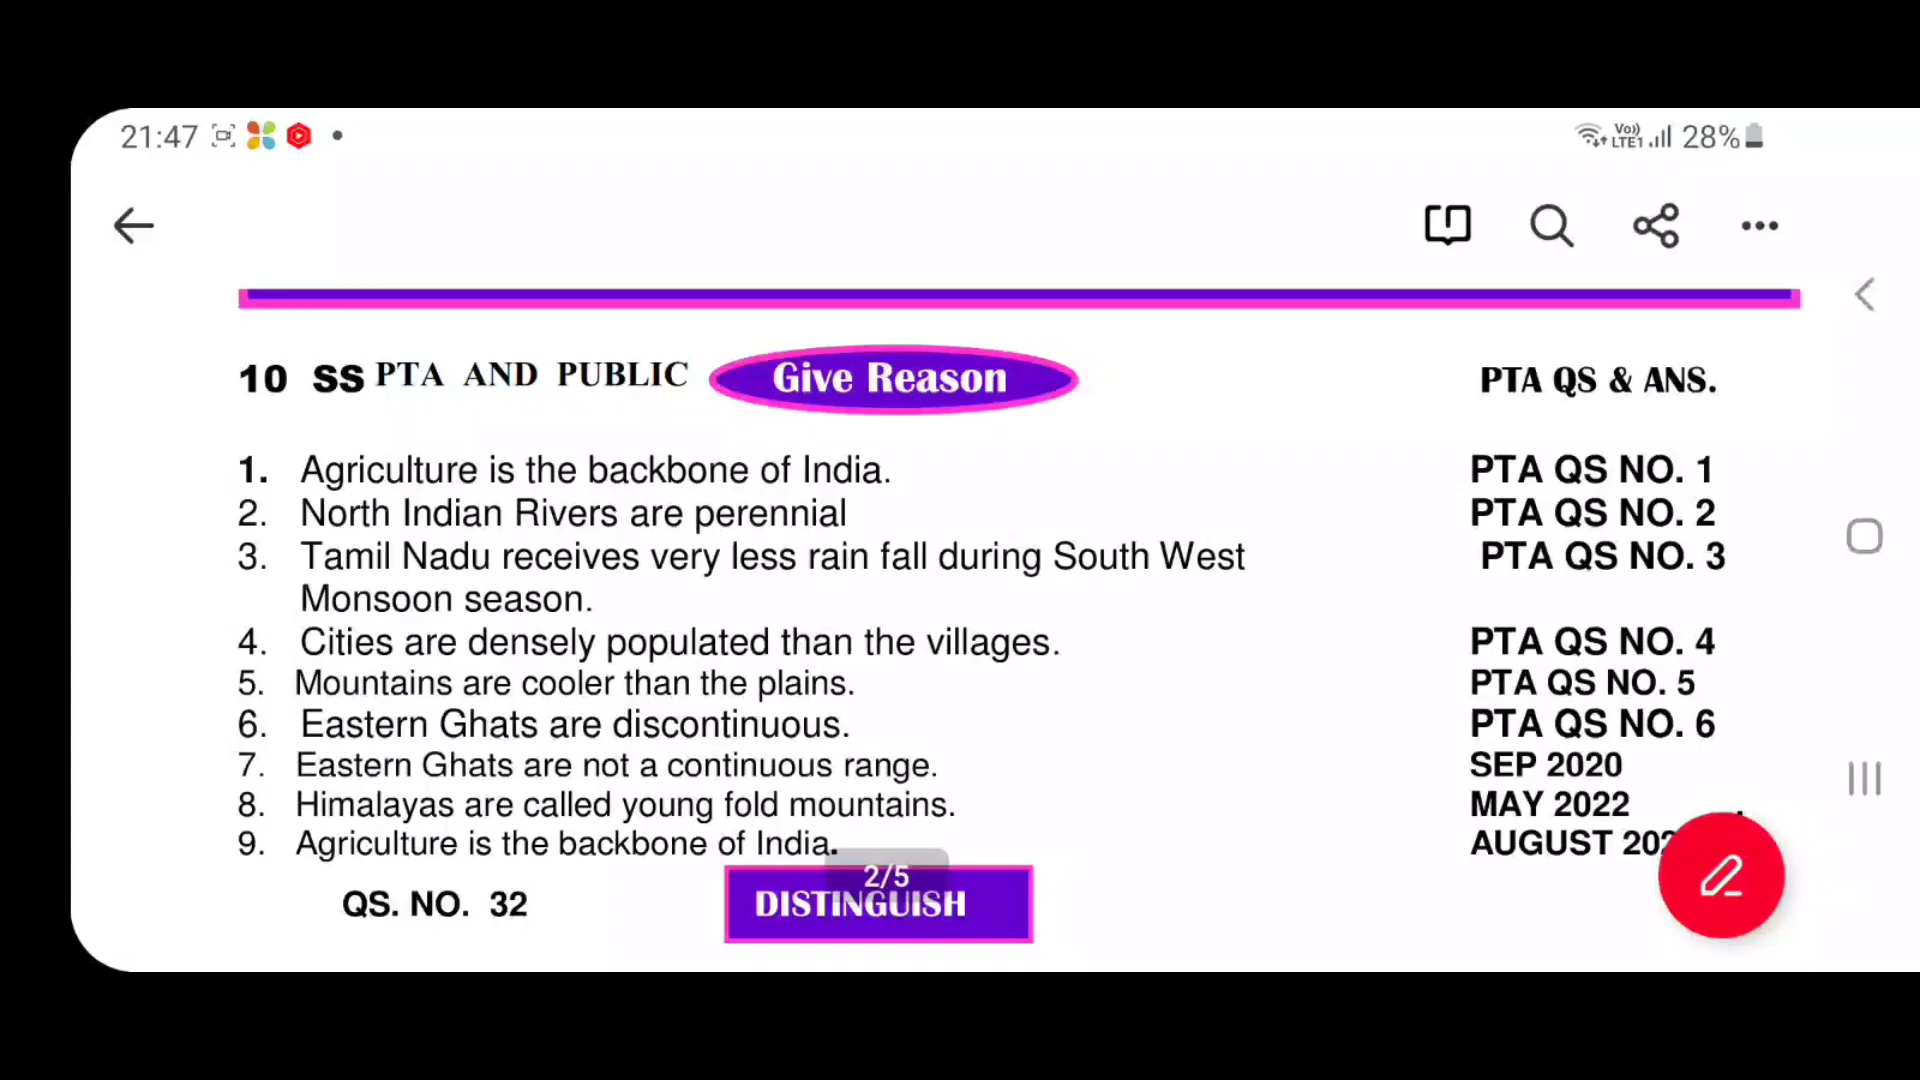 21:47
Vo)) LTE1 28%
10 SS PTA AND PUBLIC Give Reason PTA QS & ANS.
1. Agriculture is the backbone of India. PTA QS NO. 1
2. North Indian Rivers are perennial PTA QS NO. 2
3. Tamil Nadu receives very less rain fall during South West PTA QS NO. 3
Monsoon season.
4. Cities are densely populated than the villages. PTA QS NO. 4
5. Mountains are cooler than the plains. PTA QS NO. 5
6. Eastern Ghats are discontinuous. PTA QS NO. 6
7. Eastern Ghats are not a continuous range. SEP 2020
8. Himalayas are called young fold mountains. MAY 2022 .
9. Agriculture is the backbone of India. AUGUST
2/5
QS. NO. 32 DISTINGUISH